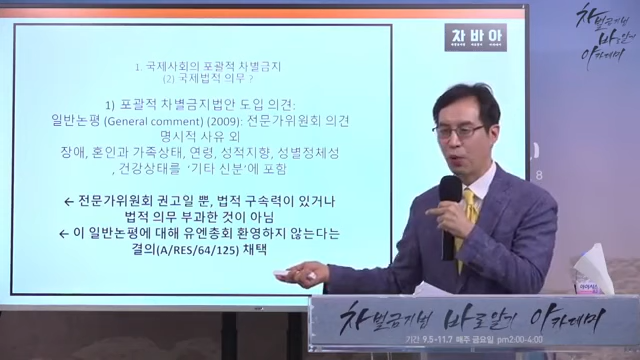 차바아
1. 국제사회의 포괄적 차별금지
(2) 국제법적 의무 ?
1) 포괄적 차별금지법안 도입 의견:
일반논평 (General comment) (2009): 전문가위원회 의견
명시적 사유 외
장애, 혼인과 가족상태, 연령, 성적지향, 성별정체성
, 건강상태를 ‘기타 신분’에 포함
← 전문가위원회 권고일 뿐, 법적 구속력이 있거나
법적 의무 부과한 것이 아님
← 이 일반논평에 대해 유엔총회 환영하지 않는다는
결의(A/RES/64/125) 채택
차별금지법
바로알기
아카데미
차별금지법 바로알기 아카데미
기간 9.5-11.7 매주 금요일 pm2:00-4:00